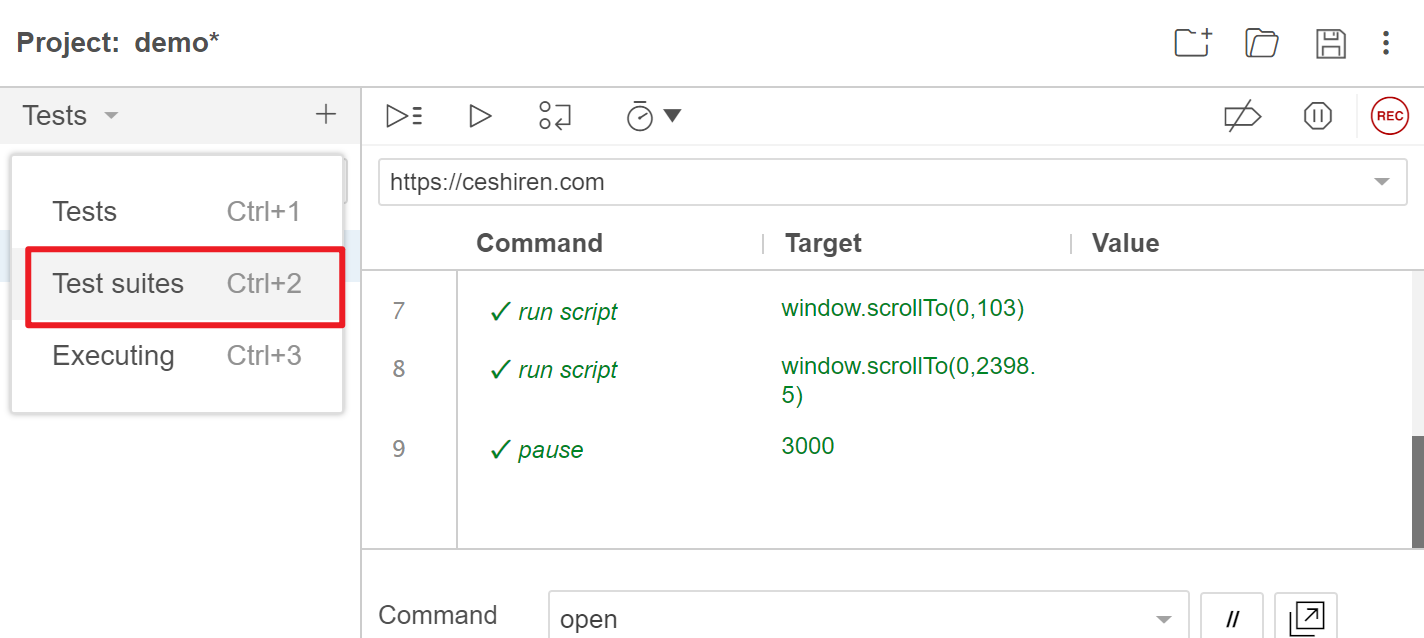 Project: demo*
Tests
REC
Tests Ctrl+1
Test suites Ctrl+2
Executing Ctrl+3
https://ceshiren.com
Command Target Value
7 ✓ run script window.scrollTo(0,103)
8 ✓ run script window.scrollTo(0,2398.
5)
9 ✓ pause 3000
Command open //